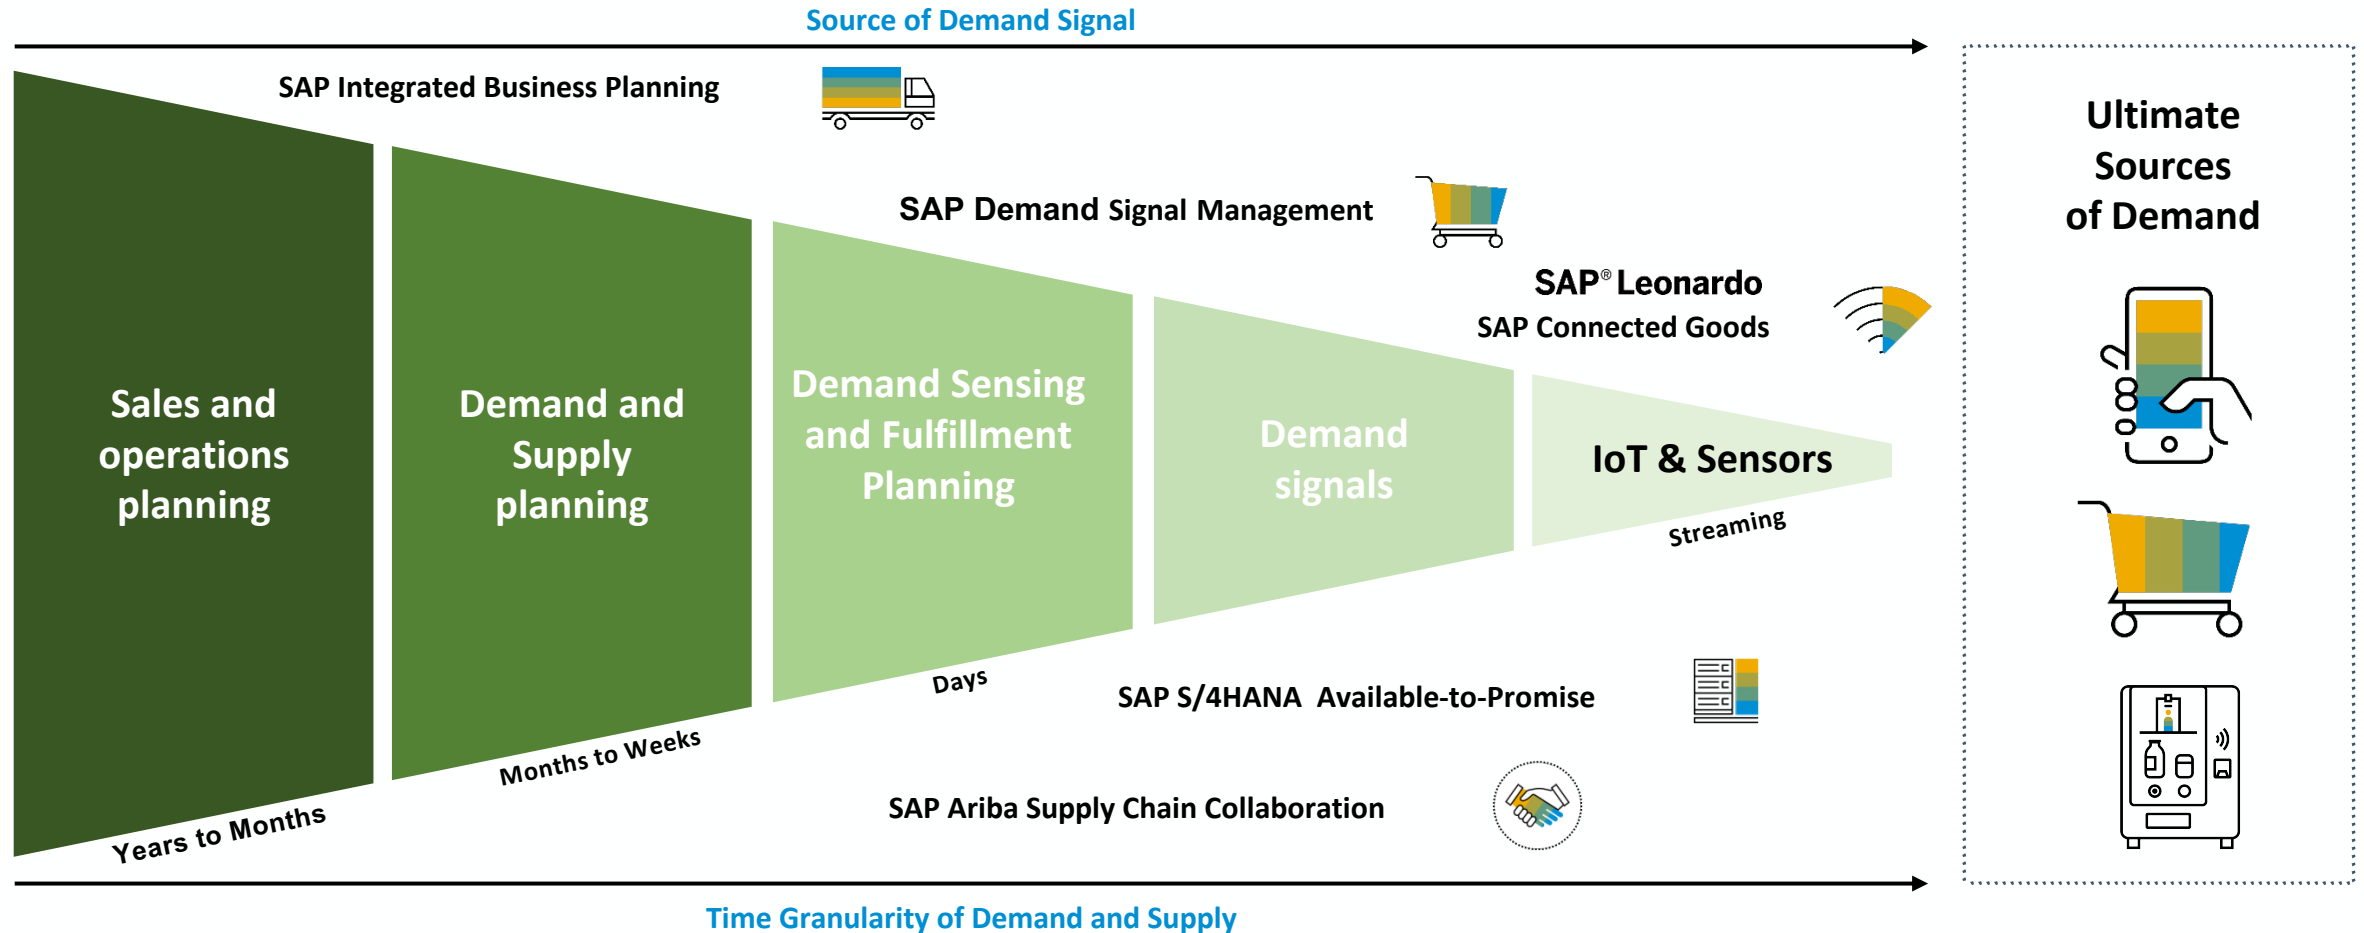 Source of Demand Signal
SAP Integrated Business Planning
SAP Demand Signal Management
SAP® Leonardo
SAP Connected Goods
Ultimate
Sources
of Demand
Sales and
operations
planning
Demand and
Supply
planning
Demand Sensing
and Fulfillment
Planning
Demand
signals
IoT & Sensors
Streaming
Days
Months to Weeks
Years to Months
SAP S/4HANA Available-to-Promise
SAP Ariba Supply Chain Collaboration
Time Granularity of Demand and Supply